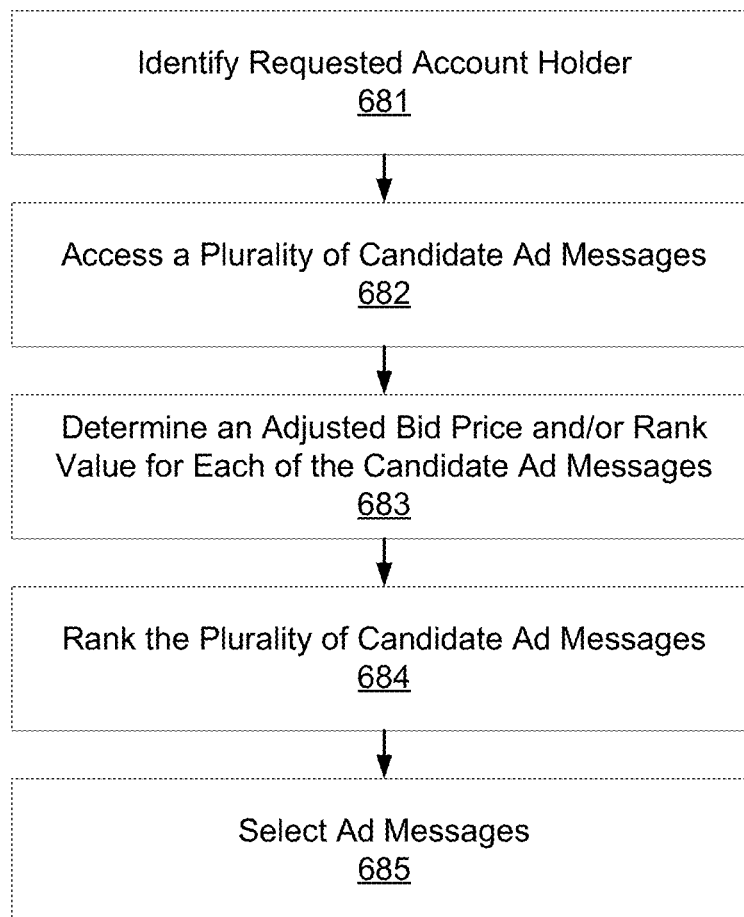 Identify Requested Account Holder
681
Access a Plurality of Candidate Ad Messages
682
Determine an Adjusted Bid Price and/or Rank
Value for Each of the Candidate Ad Messages
683
Rank the Plurality of Candidate Ad Messages
684
Select Ad Messages
685